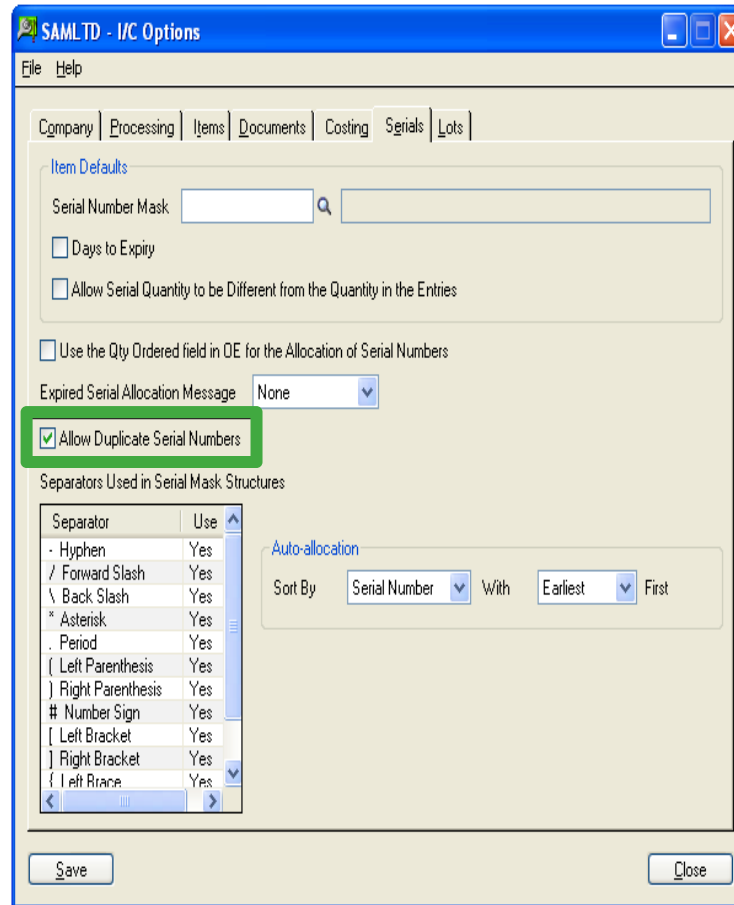 SAMLTD - I/C Options
File Help
Company Processing Items Documents Costing Serials Lots
Item Defaults
Serial Number Mask
Days to Expiry
Allow Serial Quantity to be Different from the Quantity in the Entries
Use the Qty Ordered field in OE for the Allocation of Serial Numbers
Expired Serial Allocation Message None
Allow Duplicate Serial Numbers
Separators Used in Serial Mask Structures
Separator Use
- Hyphen Yes
/ Forward Slash Yes
\ Back Slash Yes
* Asterisk Yes
. Period Yes
( Left Parenthesis Yes
) Right Parenthesis Yes
# Number Sign Yes
[ Left Bracket Yes
] Right Bracket Yes
{ Left Brace Yes
Auto-allocation
Sort By Serial Number With Earliest First
Save Close